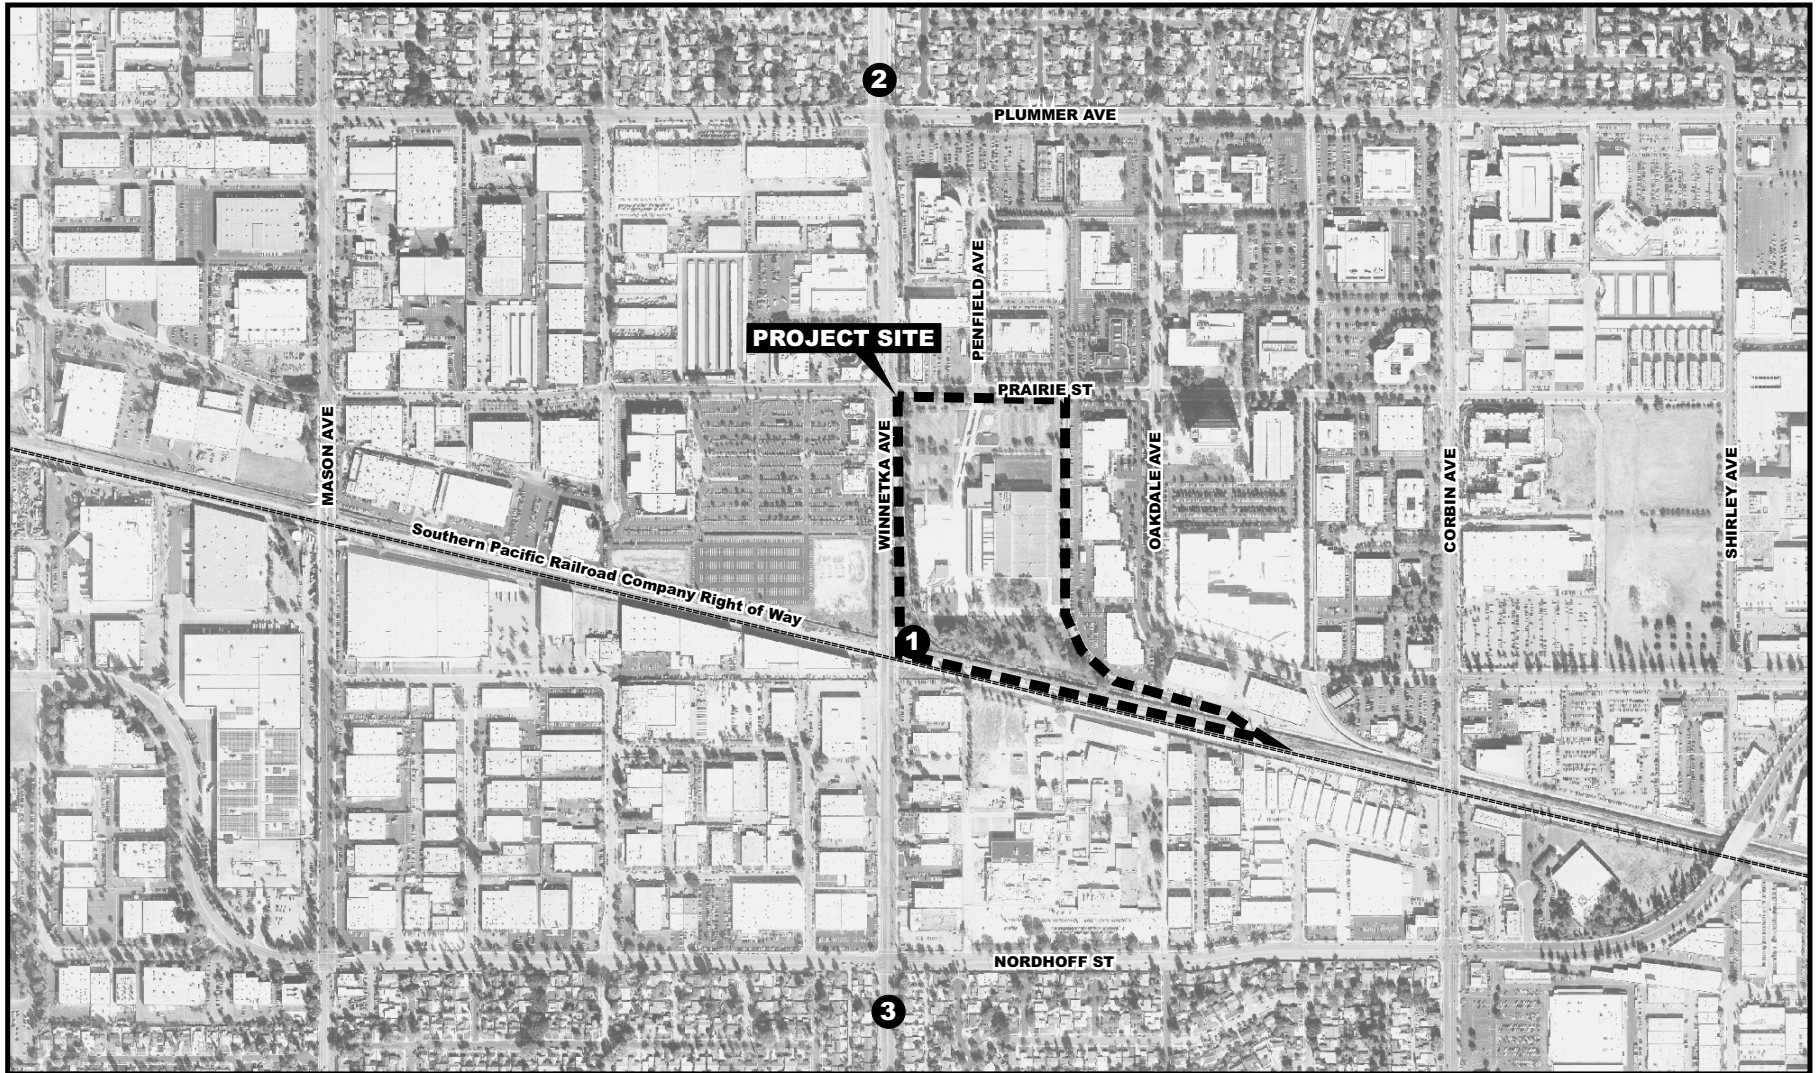 2
PLUMMER AVE
PENFIELD AVE
PROJECT SITE
PRAIRIE ST
MASON AVE
WINNETKA AVE
OAKDALE AVE
CORBIN AVE
SHIRLEY AVE
Southern Pacific Railroad Company Right of Way
1
NORDHOFF ST
3